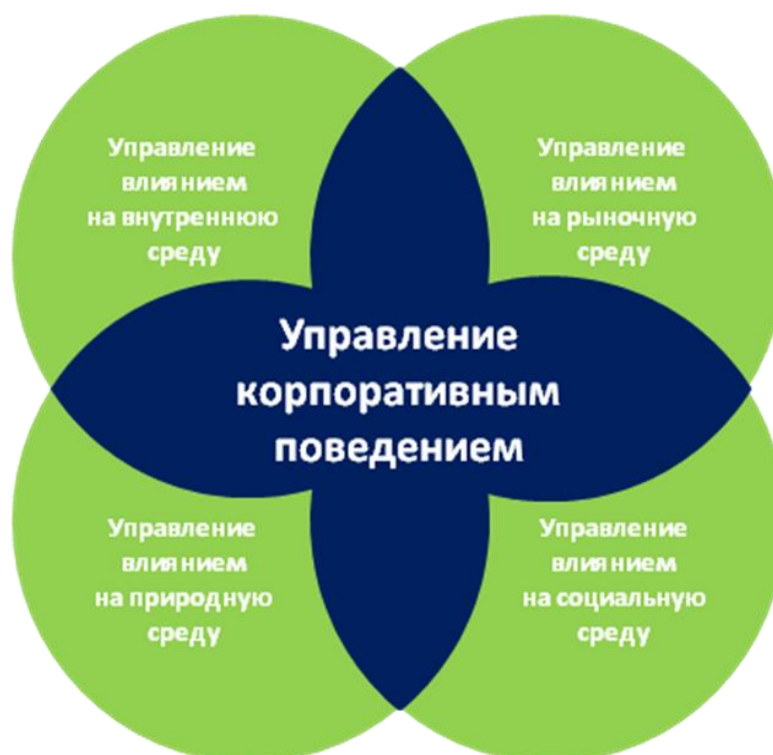 Управление
влиянием
на внутреннюю
среду
Управление
влиянием
на рыночную
среду
Управление
корпоративным
поведением
Управление
влиянием
на природную
среду
Управление
влиянием
на социальную
среду